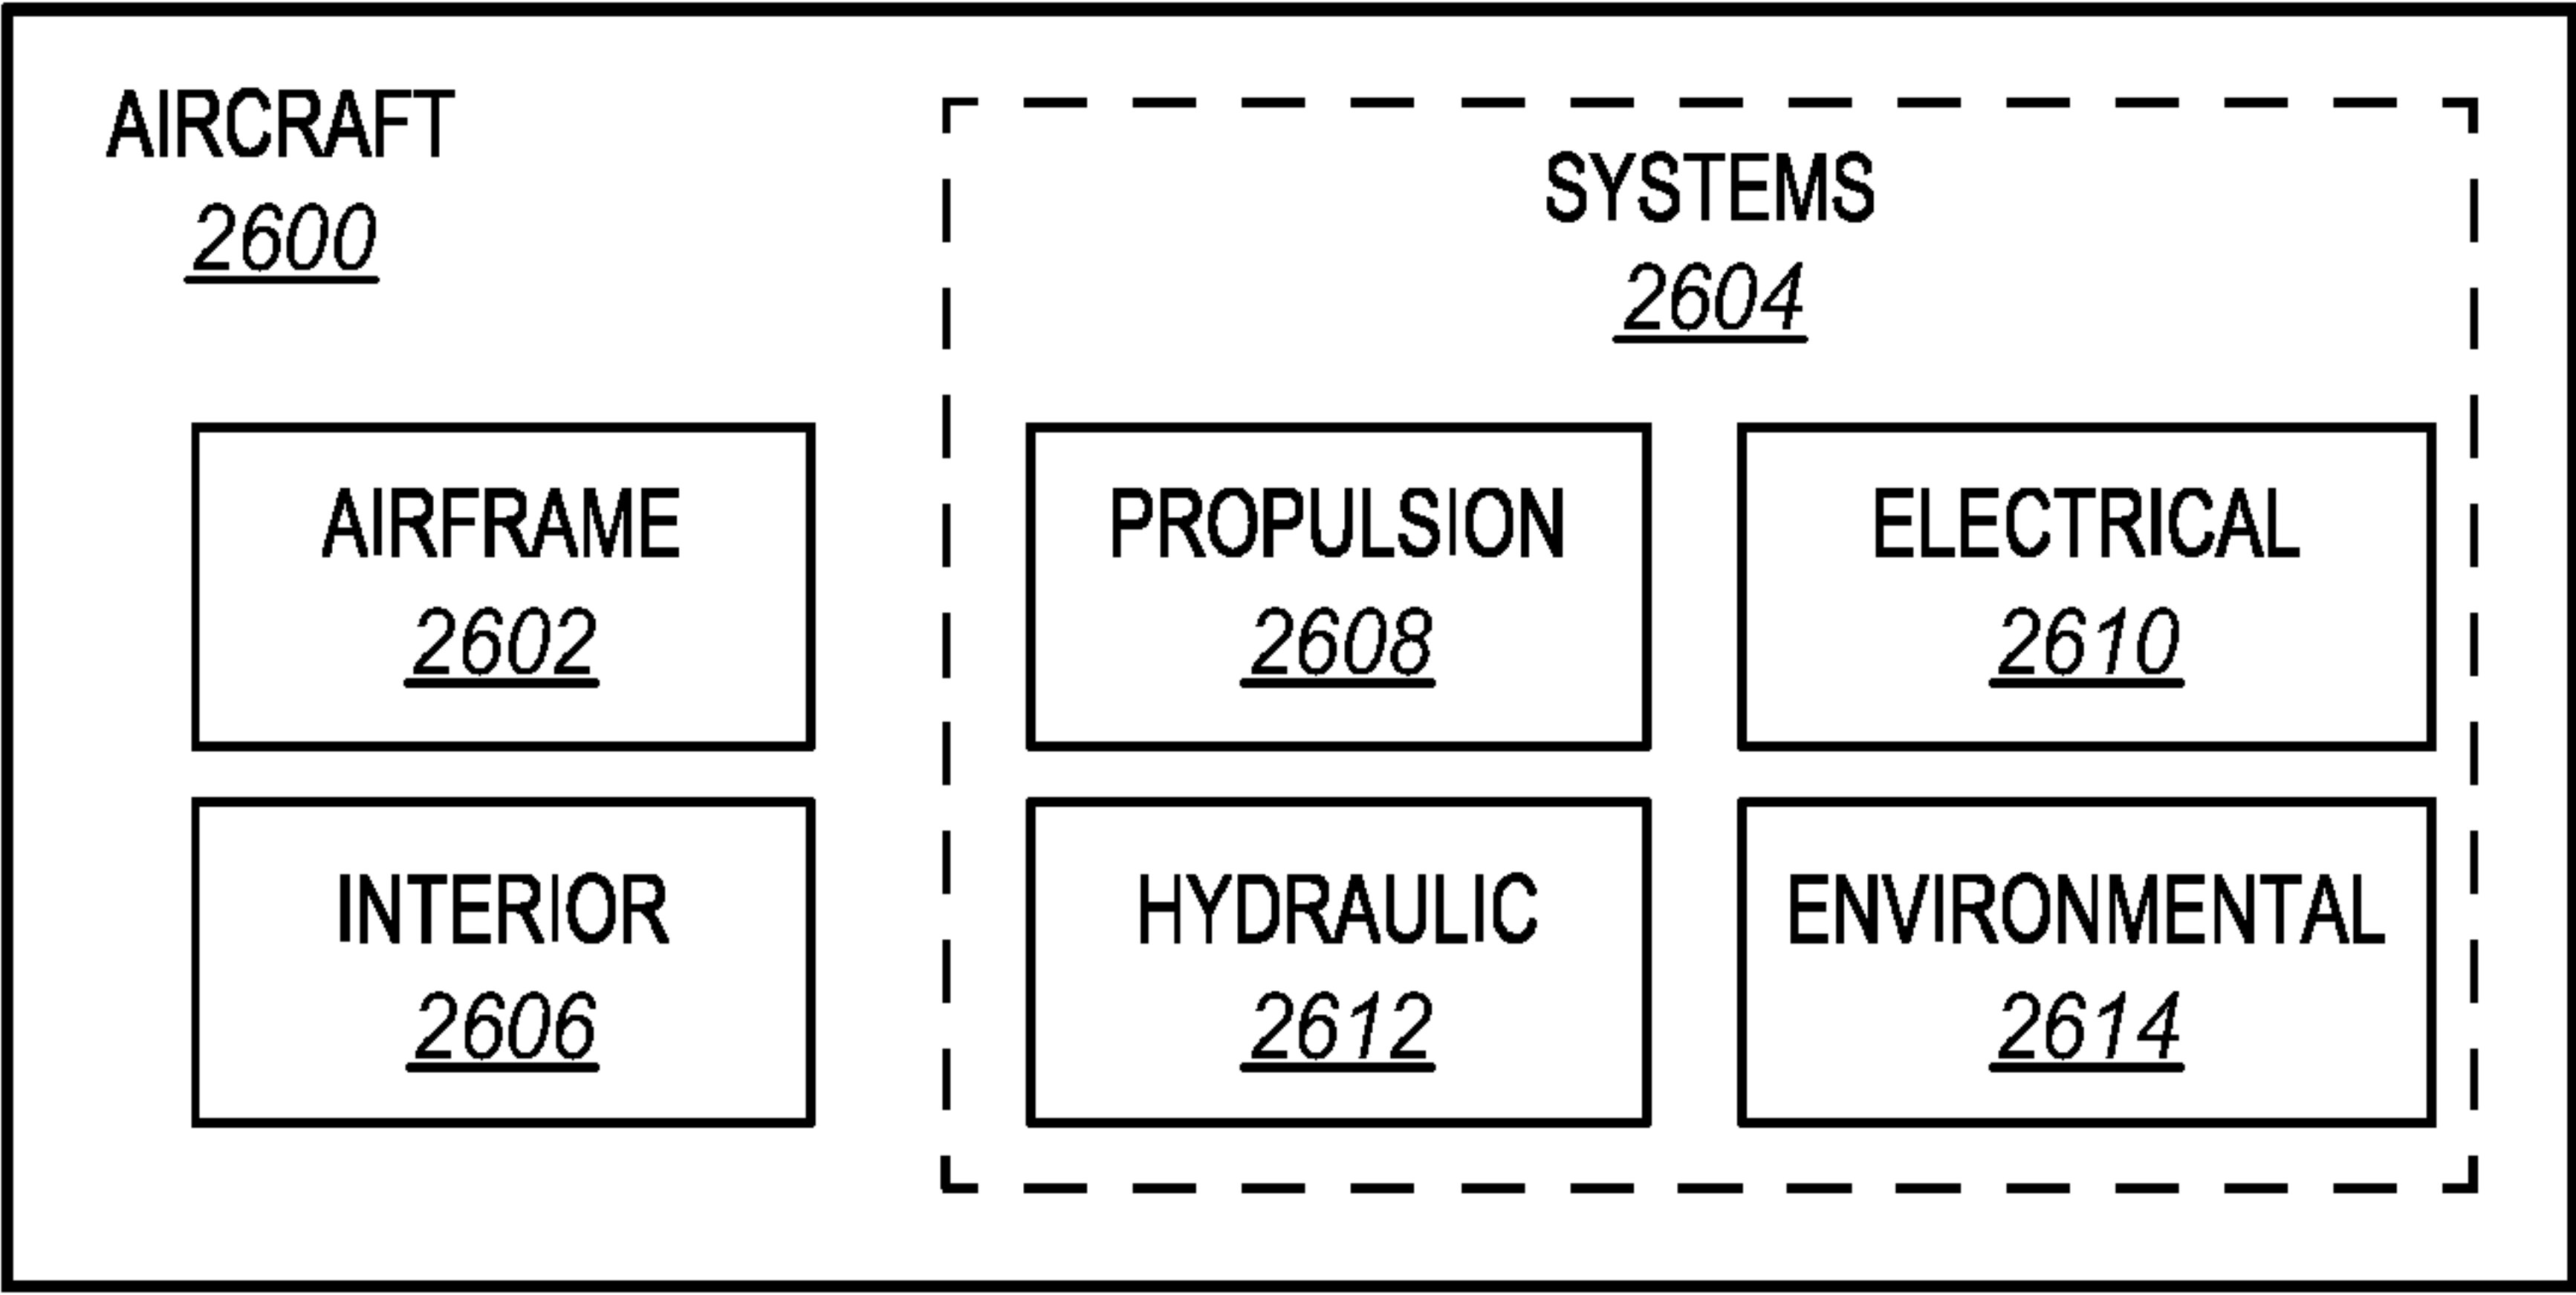 AIRCRAFT
2600
SYSTEMS
2604
AIRFRAME
2602
PROPULSION
2608
ELECTRICAL
2610
INTERIOR
2606
HYDRAULIC
2612
ENVIRONMENTAL
2614